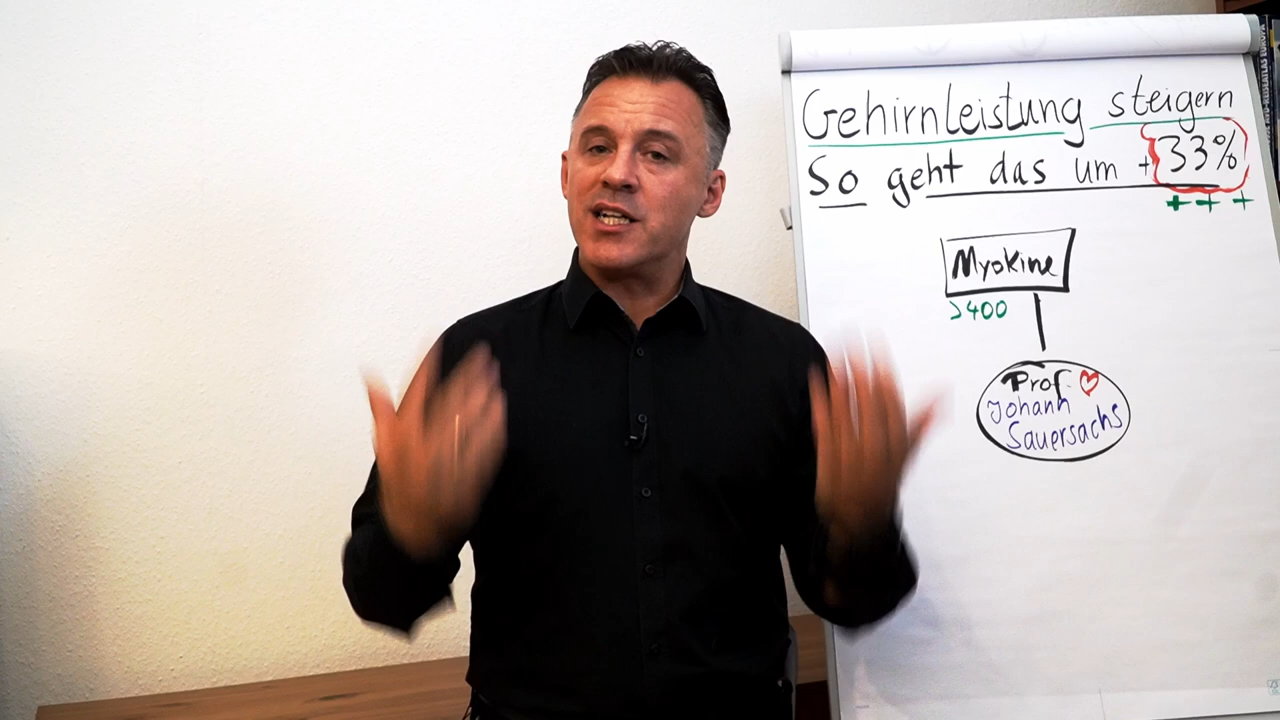 Gehirnleistung steigern
So geht das um +33%
+ + +
Myokine
>400
Prof. ♡
Johann
Sauersachs